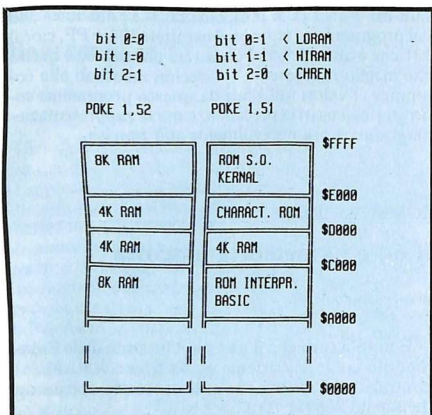 bit 0=0 bit 0=1 < LORAM
bit 1=0 bit 1=1 < HIRAM
bit 2=1 bit 2=0 < CHREN
POKE 1,52 POKE 1,51
$FFFF
8K RAM ROM S.O.
KERNAL
$E000
4K RAM CHARACT. ROM
$D000
4K RAM 4K RAM
$C000
8K RAM ROM INTERPR.
BASIC
$A000
$0000